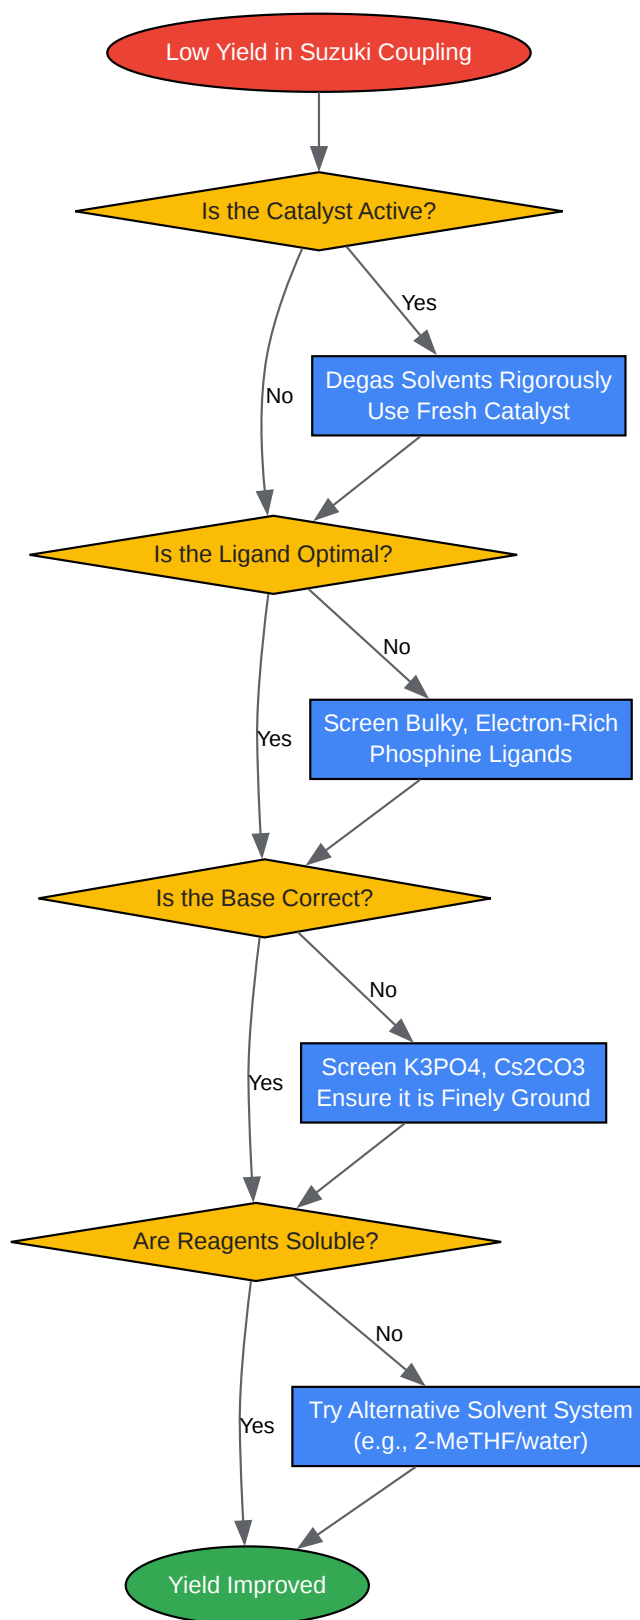 Low Yield in Suzuki Coupling
Is the Catalyst Active?
Yes
Degas Solvents Rigorously
Use Fresh Catalyst
No
Is the Ligand Optimal?
No
Screen Bulky, Electron-Rich
Phosphine Ligands
Yes
Is the Base Correct?
No
Screen K3PO4, Cs2CO3
Ensure it is Finely Ground
Yes
Are Reagents Soluble?
No
Try Alternative Solvent System
(e.g., 2-MeTHF/water)
Yes
Yield Improved